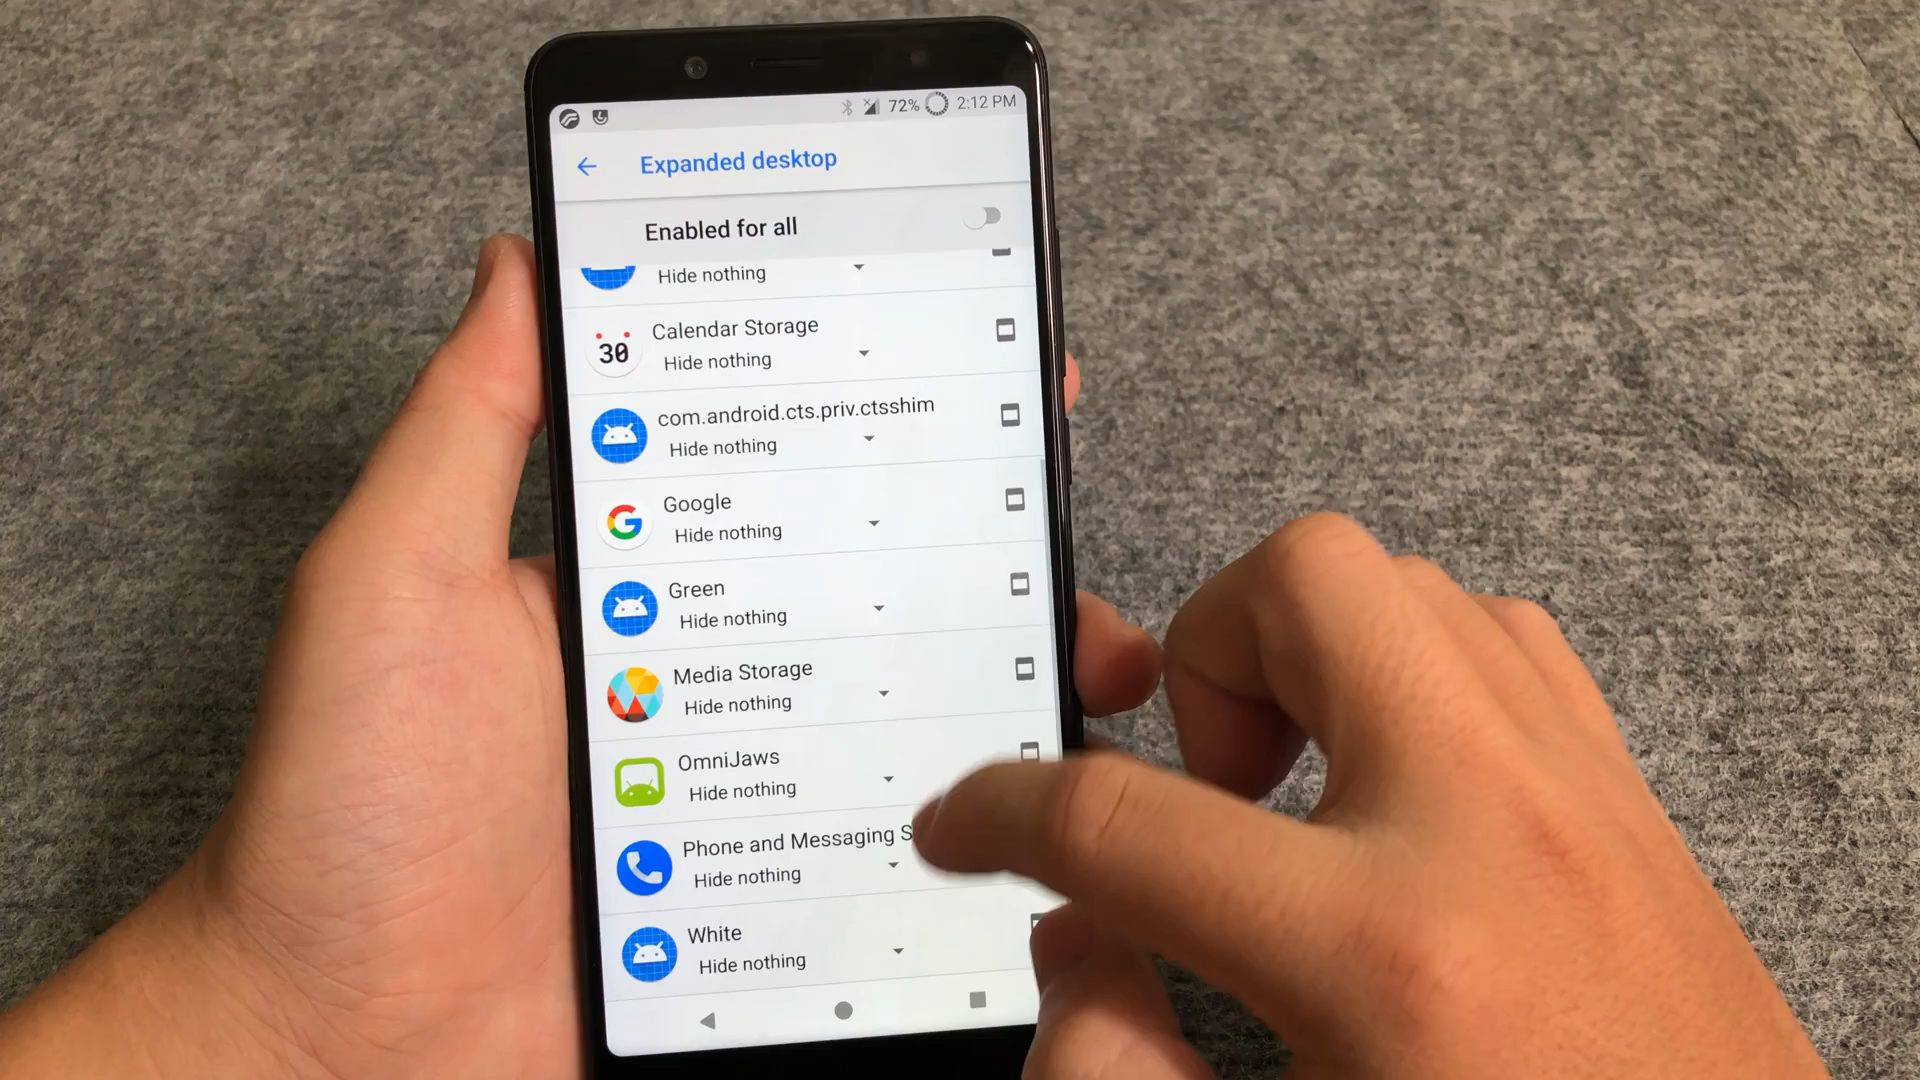 72% 2:12 PM
Expanded desktop
Enabled for all
Hide nothing
Calendar Storage
30
Hide nothing
com.android.cts.priv.ctsshim
Hide nothing
Google
G
Hide nothing
Green
Hide nothing
Media Storage
Hide nothing
OmniJaws
Hide nothing
Phone and Messaging S
Hide nothing
White
Hide nothing